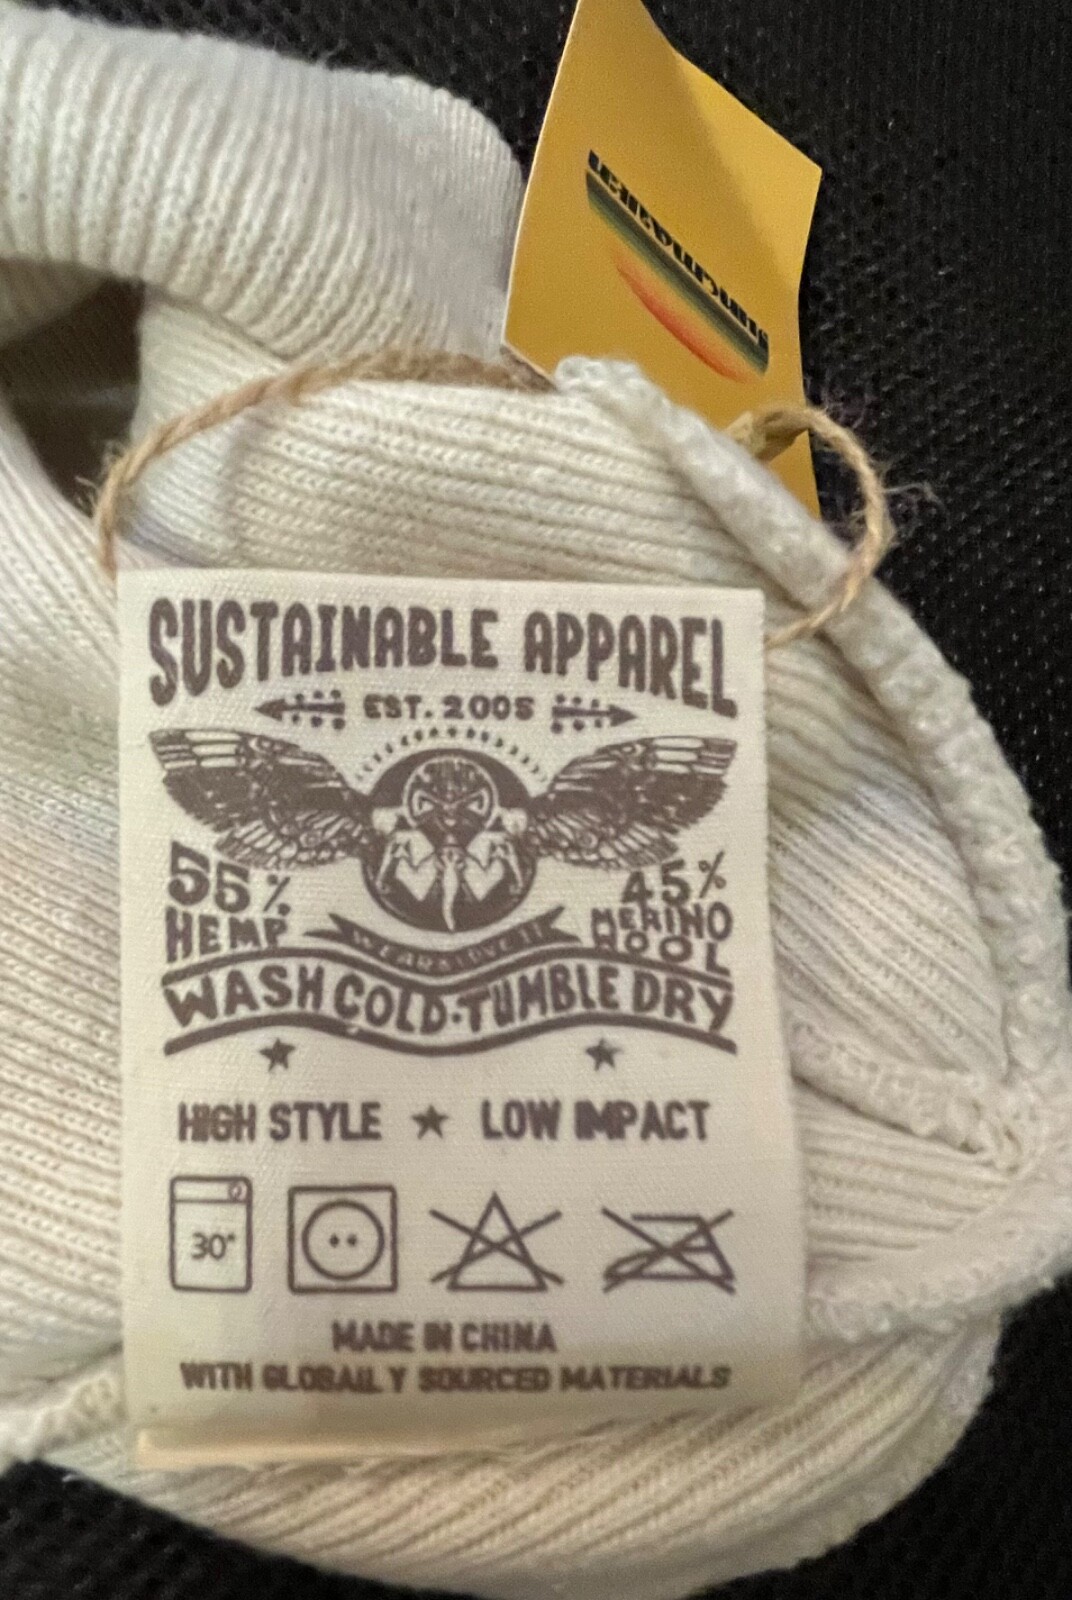 SUSTAINABLE APPAREL
EST. 2005
55%
HEMP
45%
MERINO
WOOL
WASH COLD·TUMBLE DRY
HIGH STYLE ★ LOW IMPACT
30°
MADE IN CHINA
WITH GLOBALLY SOURCED MATERIALS